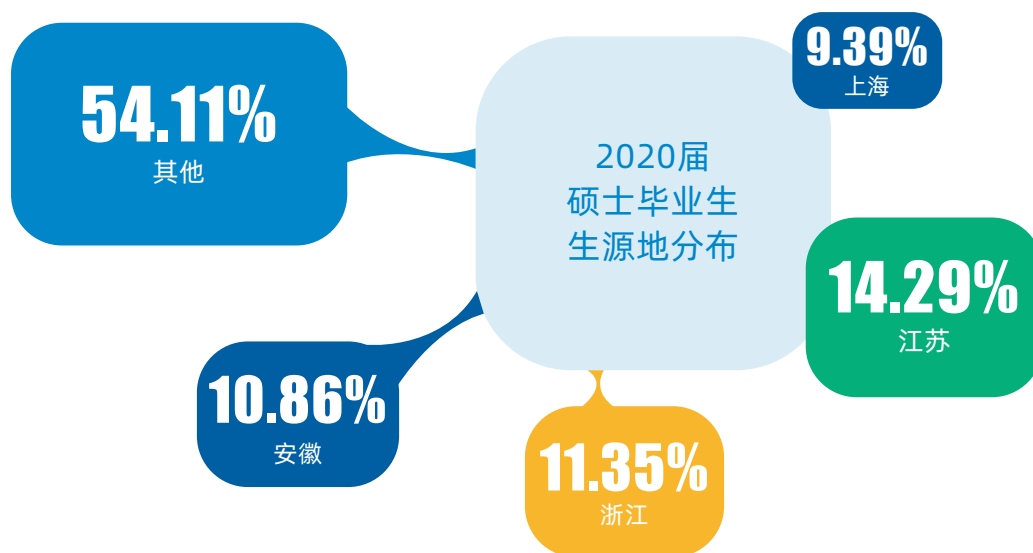 9.39%
上海
54.11%
其他
2020届
硕士毕业生
生源地分布
14.29%
江苏
10.86%
安徽
11.35%
浙江